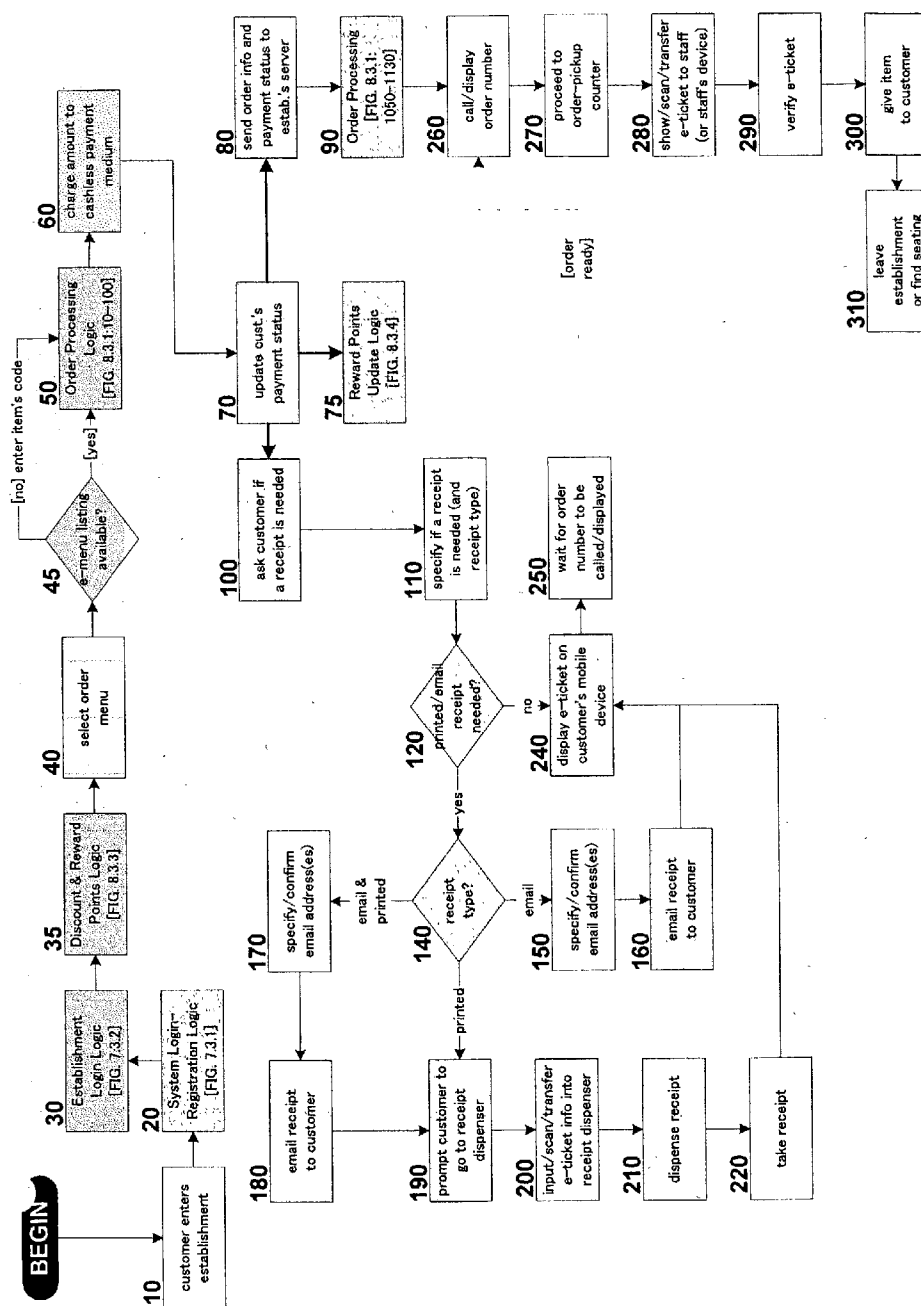 BEGIN
10
customer enters
establishment
20
System Login-
Registration Logic
[FIG. 7.3.1]
30
Establishment
Login Logic
[FIG. 7.3.2]
35
Discount & Reward
Points Logic
[FIG. 8.3.3]
40
select order
menu
45
e-menu listing
available?
[no] enter item's code
[yes]
50
Order Processing
Logic
[FIG. 8.3.1:10-100]
60
charge amount to
cashless payment
medium
70
update cust.'s
payment status
75
Reward Points
Update Logic
[FIG. 8.3.4]
80
send order info and
payment status to
estab.'s server
90
Order Processing
[FIG. 8.3.1:
1050-1130]
100
ask customer if
a receipt is needed
110
specify if a receipt
is needed (and
receipt type)
120
printed/email
receipt
needed?
no
yes
140
receipt
type?
email &
printed
email
printed
150
specify/confirm
email address(es)
160
email receipt
to customer
170
specify/confirm
email address(es)
180
email receipt
to customer
190
prompt customer to
go to receipt
dispenser
200
input/scan/transfer
e-ticket info into
receipt dispenser
210
dispense receipt
220
take receipt
240
display e-ticket on
customer's mobile
device
250
wait for order
number to be
called/displayed
[order
ready]
260
call/display
order number
270
proceed to
order-pickup
counter
280
show/scan/transfer
e-ticket to staff
(or staff's device)
290
verify e-ticket
300
give item
to customer
310
leave
establishment
or find seating